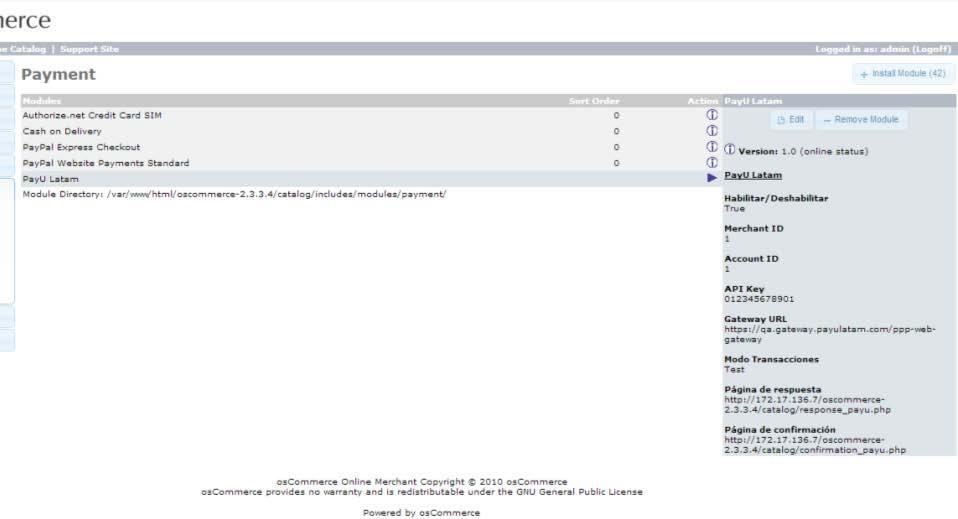 merce
e Catalog | Support Site
Logged in as: admin (Logoff)
Payment
+ Install Module (42)
Modules Sort Order Action
Authorize.net Credit Card SIM 0
Cash on Delivery 0
PayPal Express Checkout 0
PayPal Website Payments Standard 0
PayU Latam
Module Directory: /var/www/html/oscommerce-2.3.3.4/catalog/includes/modules/payment/
PayU Latam
Edit
− Remove Module
Version: 1.0 (online status)
PayU Latam
Habilitar/Deshabilitar
True
Merchant ID
1
Account ID
1
API Key
012345678901
Gateway URL
https://qa.gateway.payulatam.com/ppp-web-
gateway
Modo Transacciones
Test
Página de respuesta
http://172.17.136.7/oscommerce-
2.3.3.4/catalog/response_payu.php
Página de confirmación
http://172.17.136.7/oscommerce-
2.3.3.4/catalog/confirmation_payu.php
osCommerce Online Merchant Copyright © 2010 osCommerce
osCommerce provides no warranty and is redistributable under the GNU General Public License
Powered by osCommerce